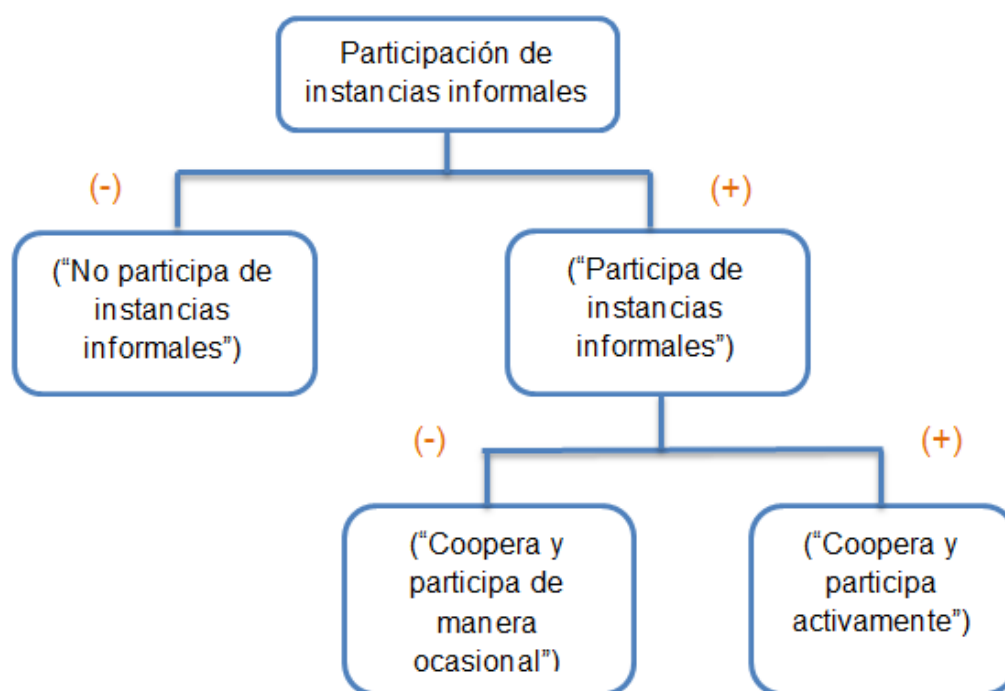 Participación de
instancias informales
(-)
(+)
(“No participa de
instancias
informales”)
(“Participa de
instancias
informales”)
(-)
(+)
(“Coopera y
participa de
manera
ocasional”)
(“Coopera y
participa
activamente”)